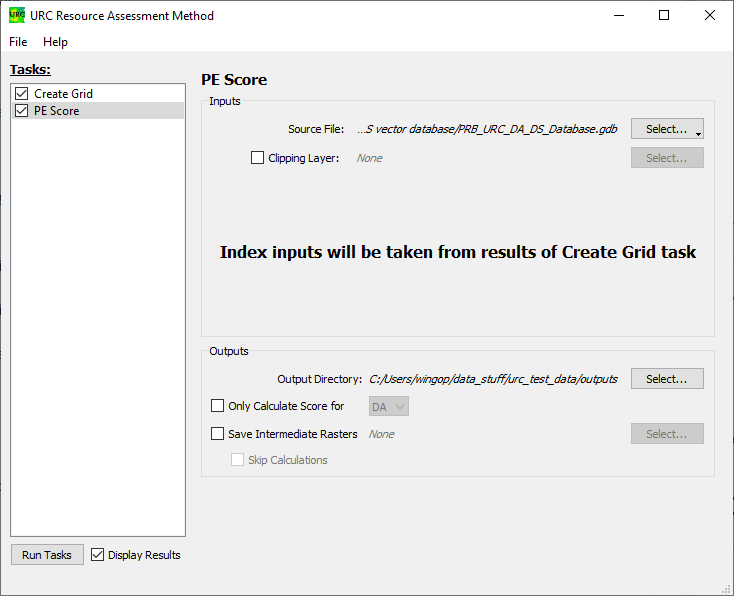 URC Resource Assessment Method
File Help
Tasks:
Create Grid
PE Score
Run Tasks
Display Results
PE Score
Inputs
Source File: ...S vector database/PRB_URC_DA_DS_Database.gdb Select...
Clipping Layer: None Select...
Index inputs will be taken from results of Create Grid task
Outputs
Output Directory: C:/Users/wingop/data_stuff/urc_test_data/outputs Select...
Only Calculate Score for DA
Save Intermediate Rasters None Select...
Skip Calculations